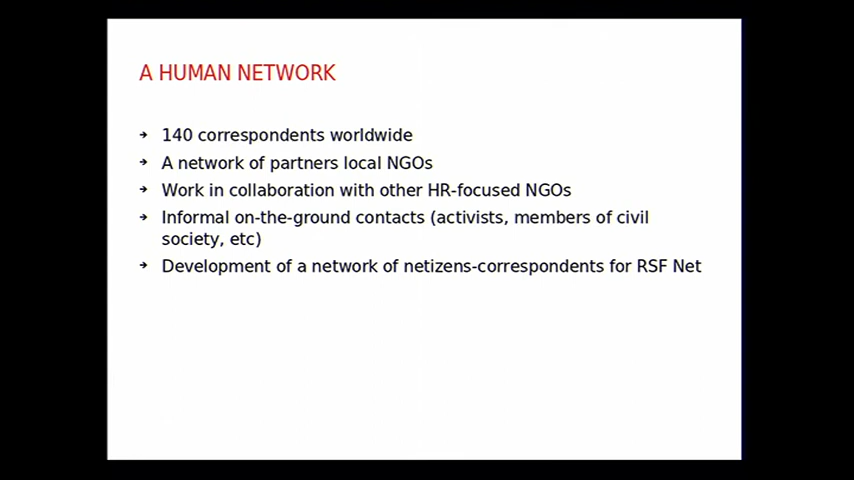 A HUMAN NETWORK
→ 140 correspondents worldwide
→ A network of partners local NGOs
→ Work in collaboration with other HR-focused NGOs
→ Informal on-the-ground contacts (activists, members of civil
society, etc)
→ Development of a network of netizens-correspondents for RSF Net